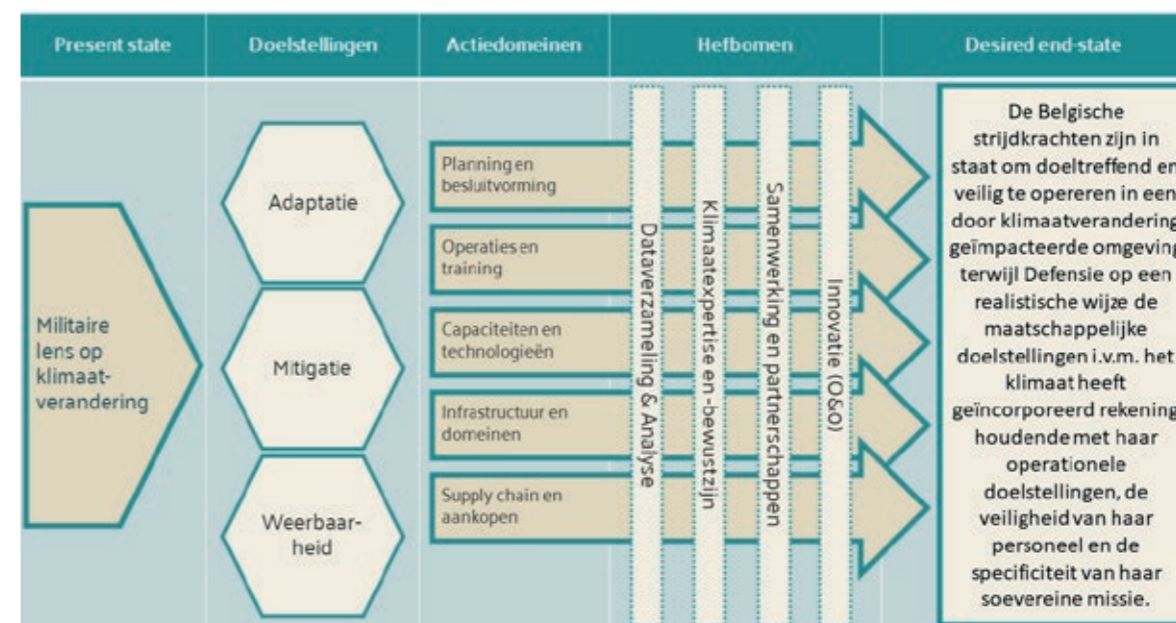 Present state
Doelstellingen
Actiedomeinen
Hefbomen
Desired end-state
Militaire
lens op
klimaat-
verandering
Adaptatie
Mitigatie
Weerbaar-
heid
Planning en
besluitvorming
Operaties en
training
Capaciteiten en
technologieën
Infrastructuur en
domeinen
Supply chain en
aankopen
Dataverzameling & Analyse
Klimaatexpertise en -bewustzijn
Samenwerking en partnerschappen
Innovatie (O&O)
De Belgische
strijdkrachten zijn in
staat om doeltreffend en
veilig te opereren in een
door klimaatverandering
geïmpacteerde omgeving
terwijl Defensie op een
realistische wijze de
maatschappelijke
doelstellingen i.v.m. het
klimaat heeft
geïncorporeerd rekening
houdende met haar
operationele
doelstellingen, de
veiligheid van haar
personeel en de
specificiteit van haar
soevereine missie.